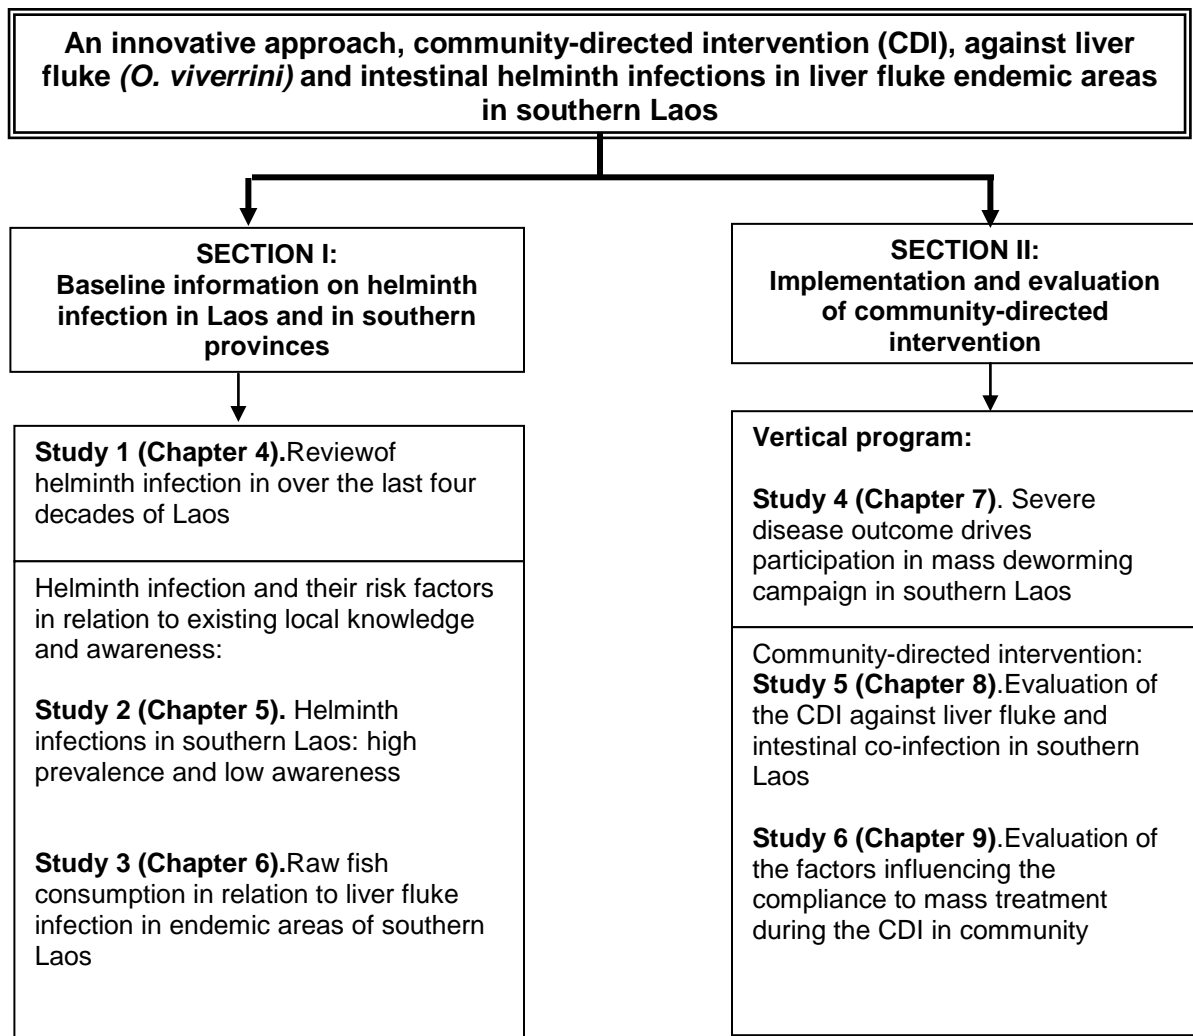 An innovative approach, community-directed intervention (CDI), against liver
fluke (O. viverrini) and intestinal helminth infections in liver fluke endemic areas
in southern Laos
SECTION I:
Baseline information on helminth
infection in Laos and in southern
provinces
Study 1 (Chapter 4).Reviewof
helminth infection in over the last four
decades of Laos
Helminth infection and their risk factors
in relation to existing local knowledge
and awareness:
Study 2 (Chapter 5). Helminth
infections in southern Laos: high
prevalence and low awareness
Study 3 (Chapter 6).Raw fish
consumption in relation to liver fluke
infection in endemic areas of southern
Laos
SECTION II:
Implementation and evaluation
of community-directed
intervention
Vertical program:
Study 4 (Chapter 7). Severe
disease outcome drives
participation in mass deworming
campaign in southern Laos
Community-directed intervention:
Study 5 (Chapter 8).Evaluation of
the CDI against liver fluke and
intestinal co-infection in southern
Laos
Study 6 (Chapter 9).Evaluation of
the factors influencing the
compliance to mass treatment
during the CDI in community